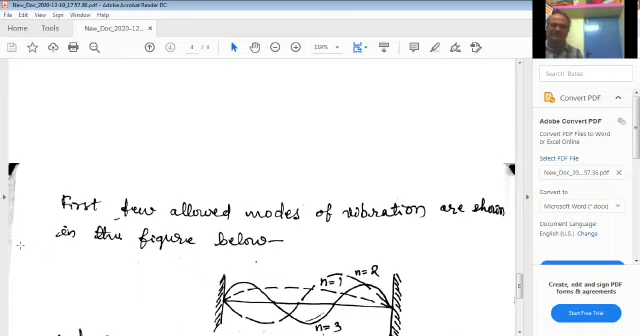 New_Doc_2020-12-10_17.57.36.pdf - Adobe Acrobat Reader DC
File Edit View Sign Window Help
Home Tools New_Doc_2020-12-...
4 / 4
118%
First few allowed modes of vibration are shown
in the figure below—
n=1
n=2
n=3
Search
Convert PDF
Adobe Convert PDF
Convert PDF Files to Word
or Excel Online
Select PDF File
New_Doc_20....57.36.pdf
Convert to
Microsoft Word (*.docx)
Document Language:
English (U.S.) Change
Create, edit and sign PDF
forms & agreements
Start Free Trial